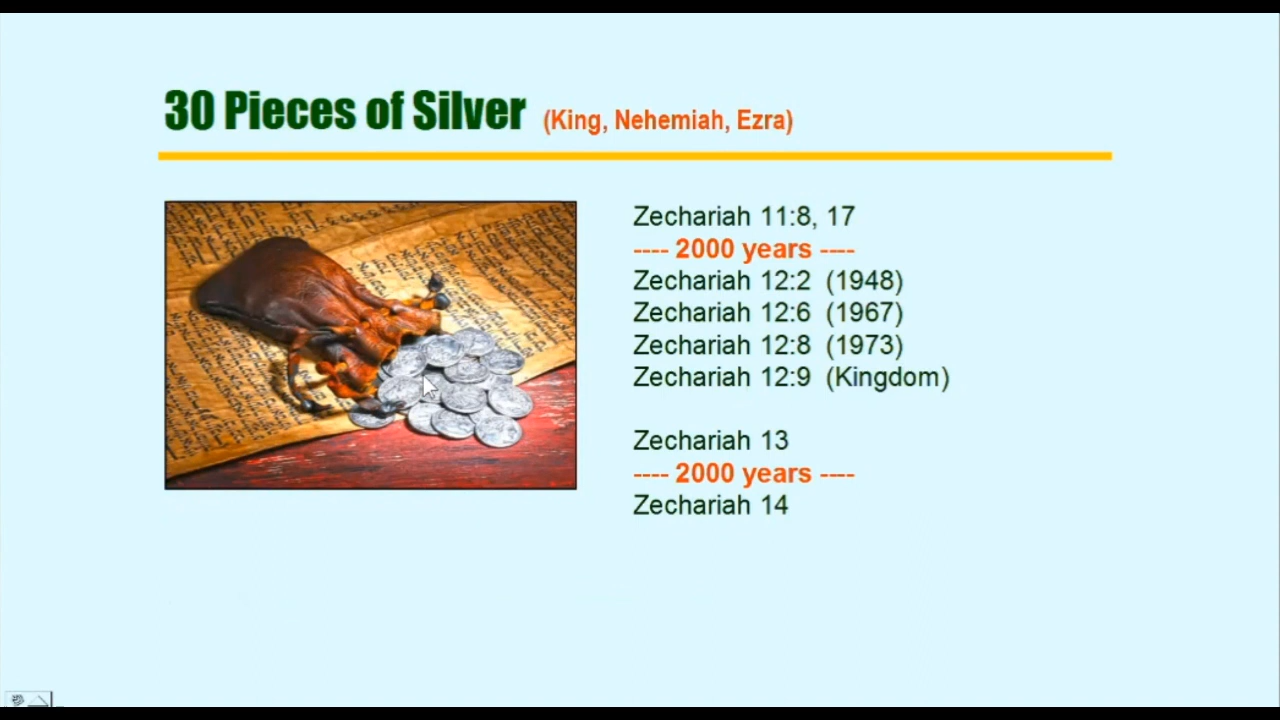 30 Pieces of Silver (King, Nehemiah, Ezra)
Zechariah 11:8, 17
---- 2000 years ----
Zechariah 12:2 (1948)
Zechariah 12:6 (1967)
Zechariah 12:8 (1973)
Zechariah 12:9 (Kingdom)
Zechariah 13
---- 2000 years ----
Zechariah 14